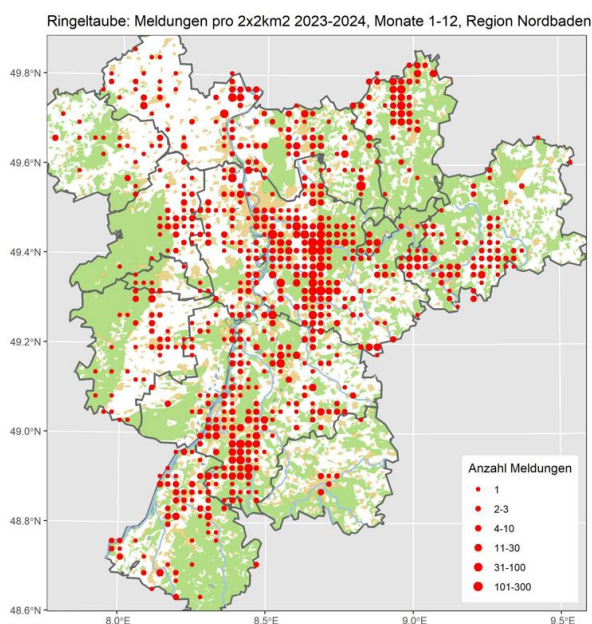 Ringeltaube: Meldungen pro 2x2km2 2023-2024, Monate 1-12, Region Nordbaden
49.8°N
49.6°N
49.4°N
49.2°N
49.0°N
48.8°N
48.6°N
Anzahl Meldungen
1
2-3
4-10
11-30
31-100
101-300
8.0°E
8.5°E
9.0°E
9.5°E